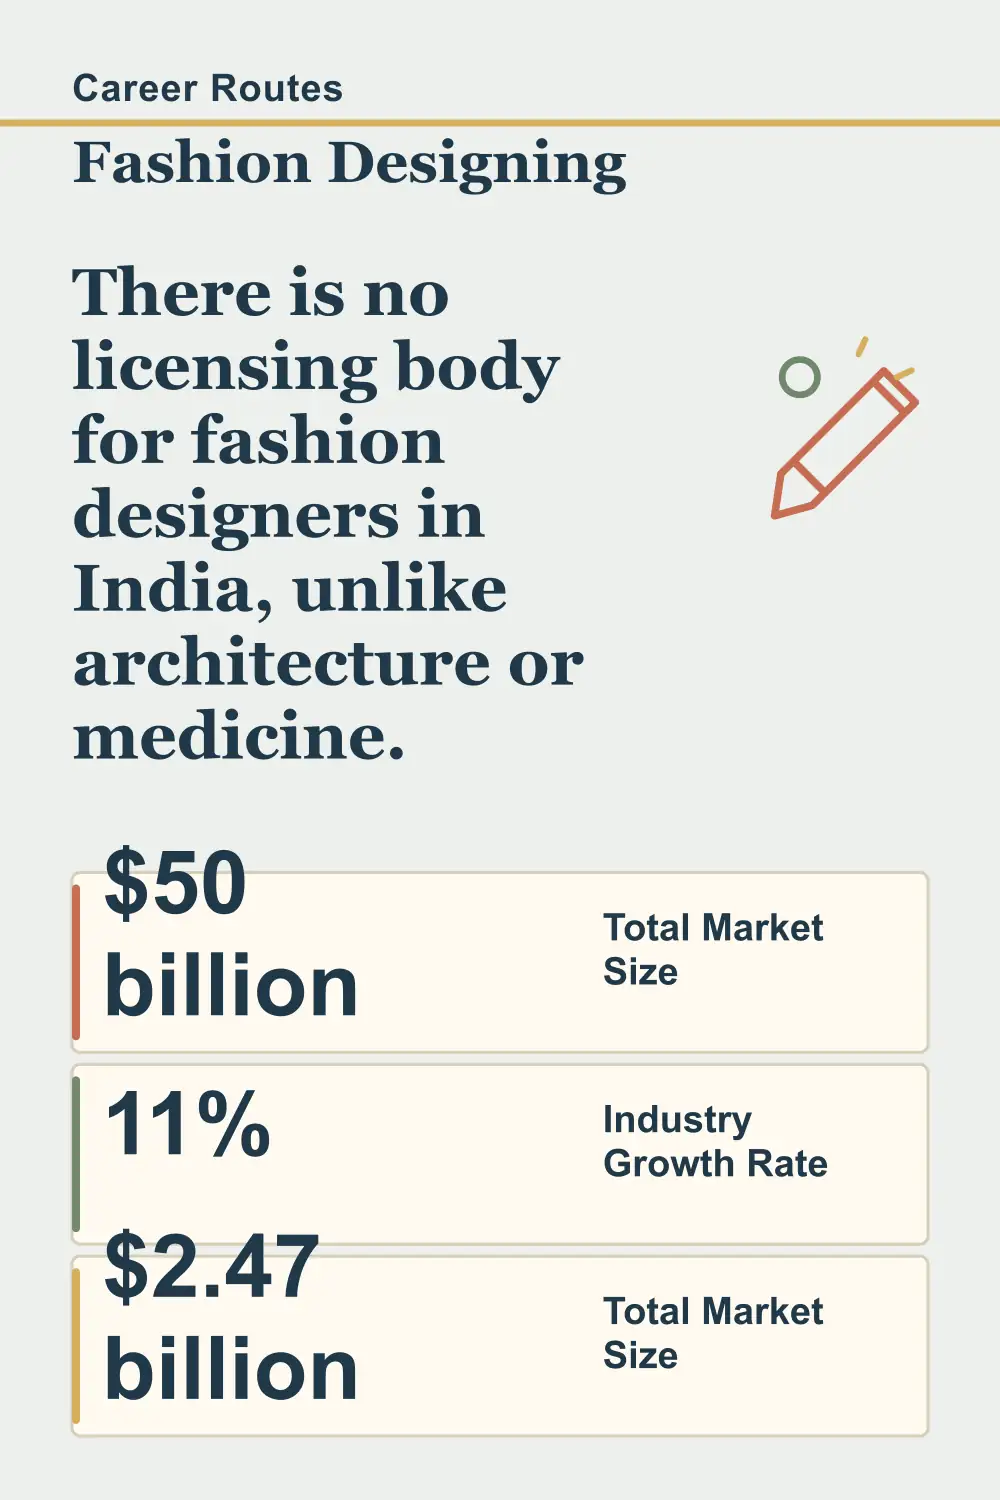 Career Routes
Fashion Designing
There is no
licensing body
for fashion
designers in
India, unlike
architecture or
medicine.
$50
billion
Total Market
Size
11%
Industry
Growth Rate
$2.47
billion
Total Market
Size